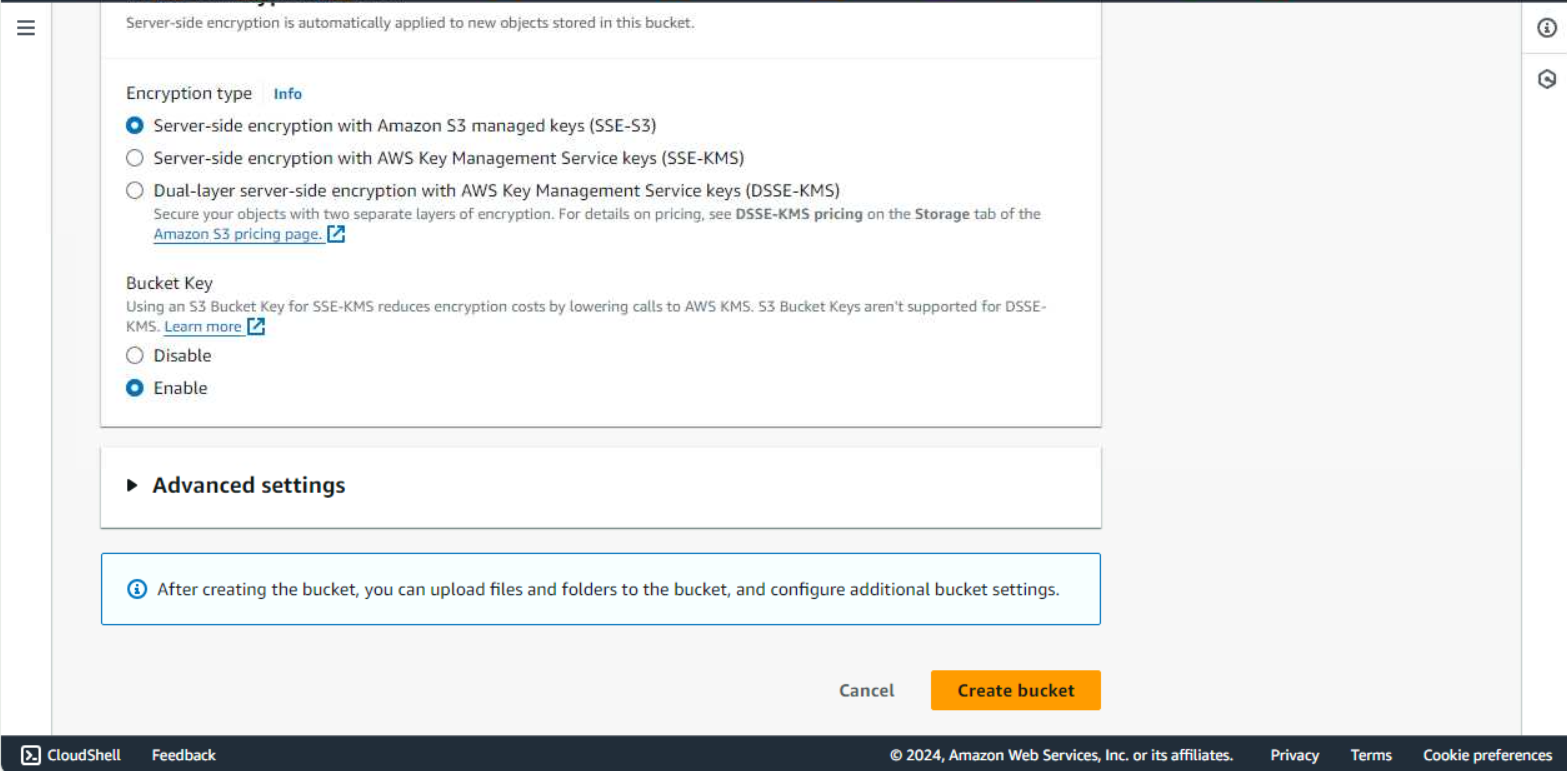 Server-side encryption is automatically applied to new objects stored in this bucket.
Encryption type Info
Server-side encryption with Amazon S3 managed keys (SSE-S3)
Server-side encryption with AWS Key Management Service keys (SSE-KMS)
Dual-layer server-side encryption with AWS Key Management Service keys (DSSE-KMS)
Secure your objects with two separate layers of encryption. For details on pricing, see DSSE-KMS pricing on the Storage tab of the
Amazon S3 pricing page.
Bucket Key
Using an S3 Bucket Key for SSE-KMS reduces encryption costs by lowering calls to AWS KMS. S3 Bucket Keys aren't supported for DSSE-
KMS. Learn more
Disable
Enable
Advanced settings
After creating the bucket, you can upload files and folders to the bucket, and configure additional bucket settings.
Cancel Create bucket
CloudShell Feedback © 2024, Amazon Web Services, Inc. or its affiliates. Privacy Terms Cookie preferences